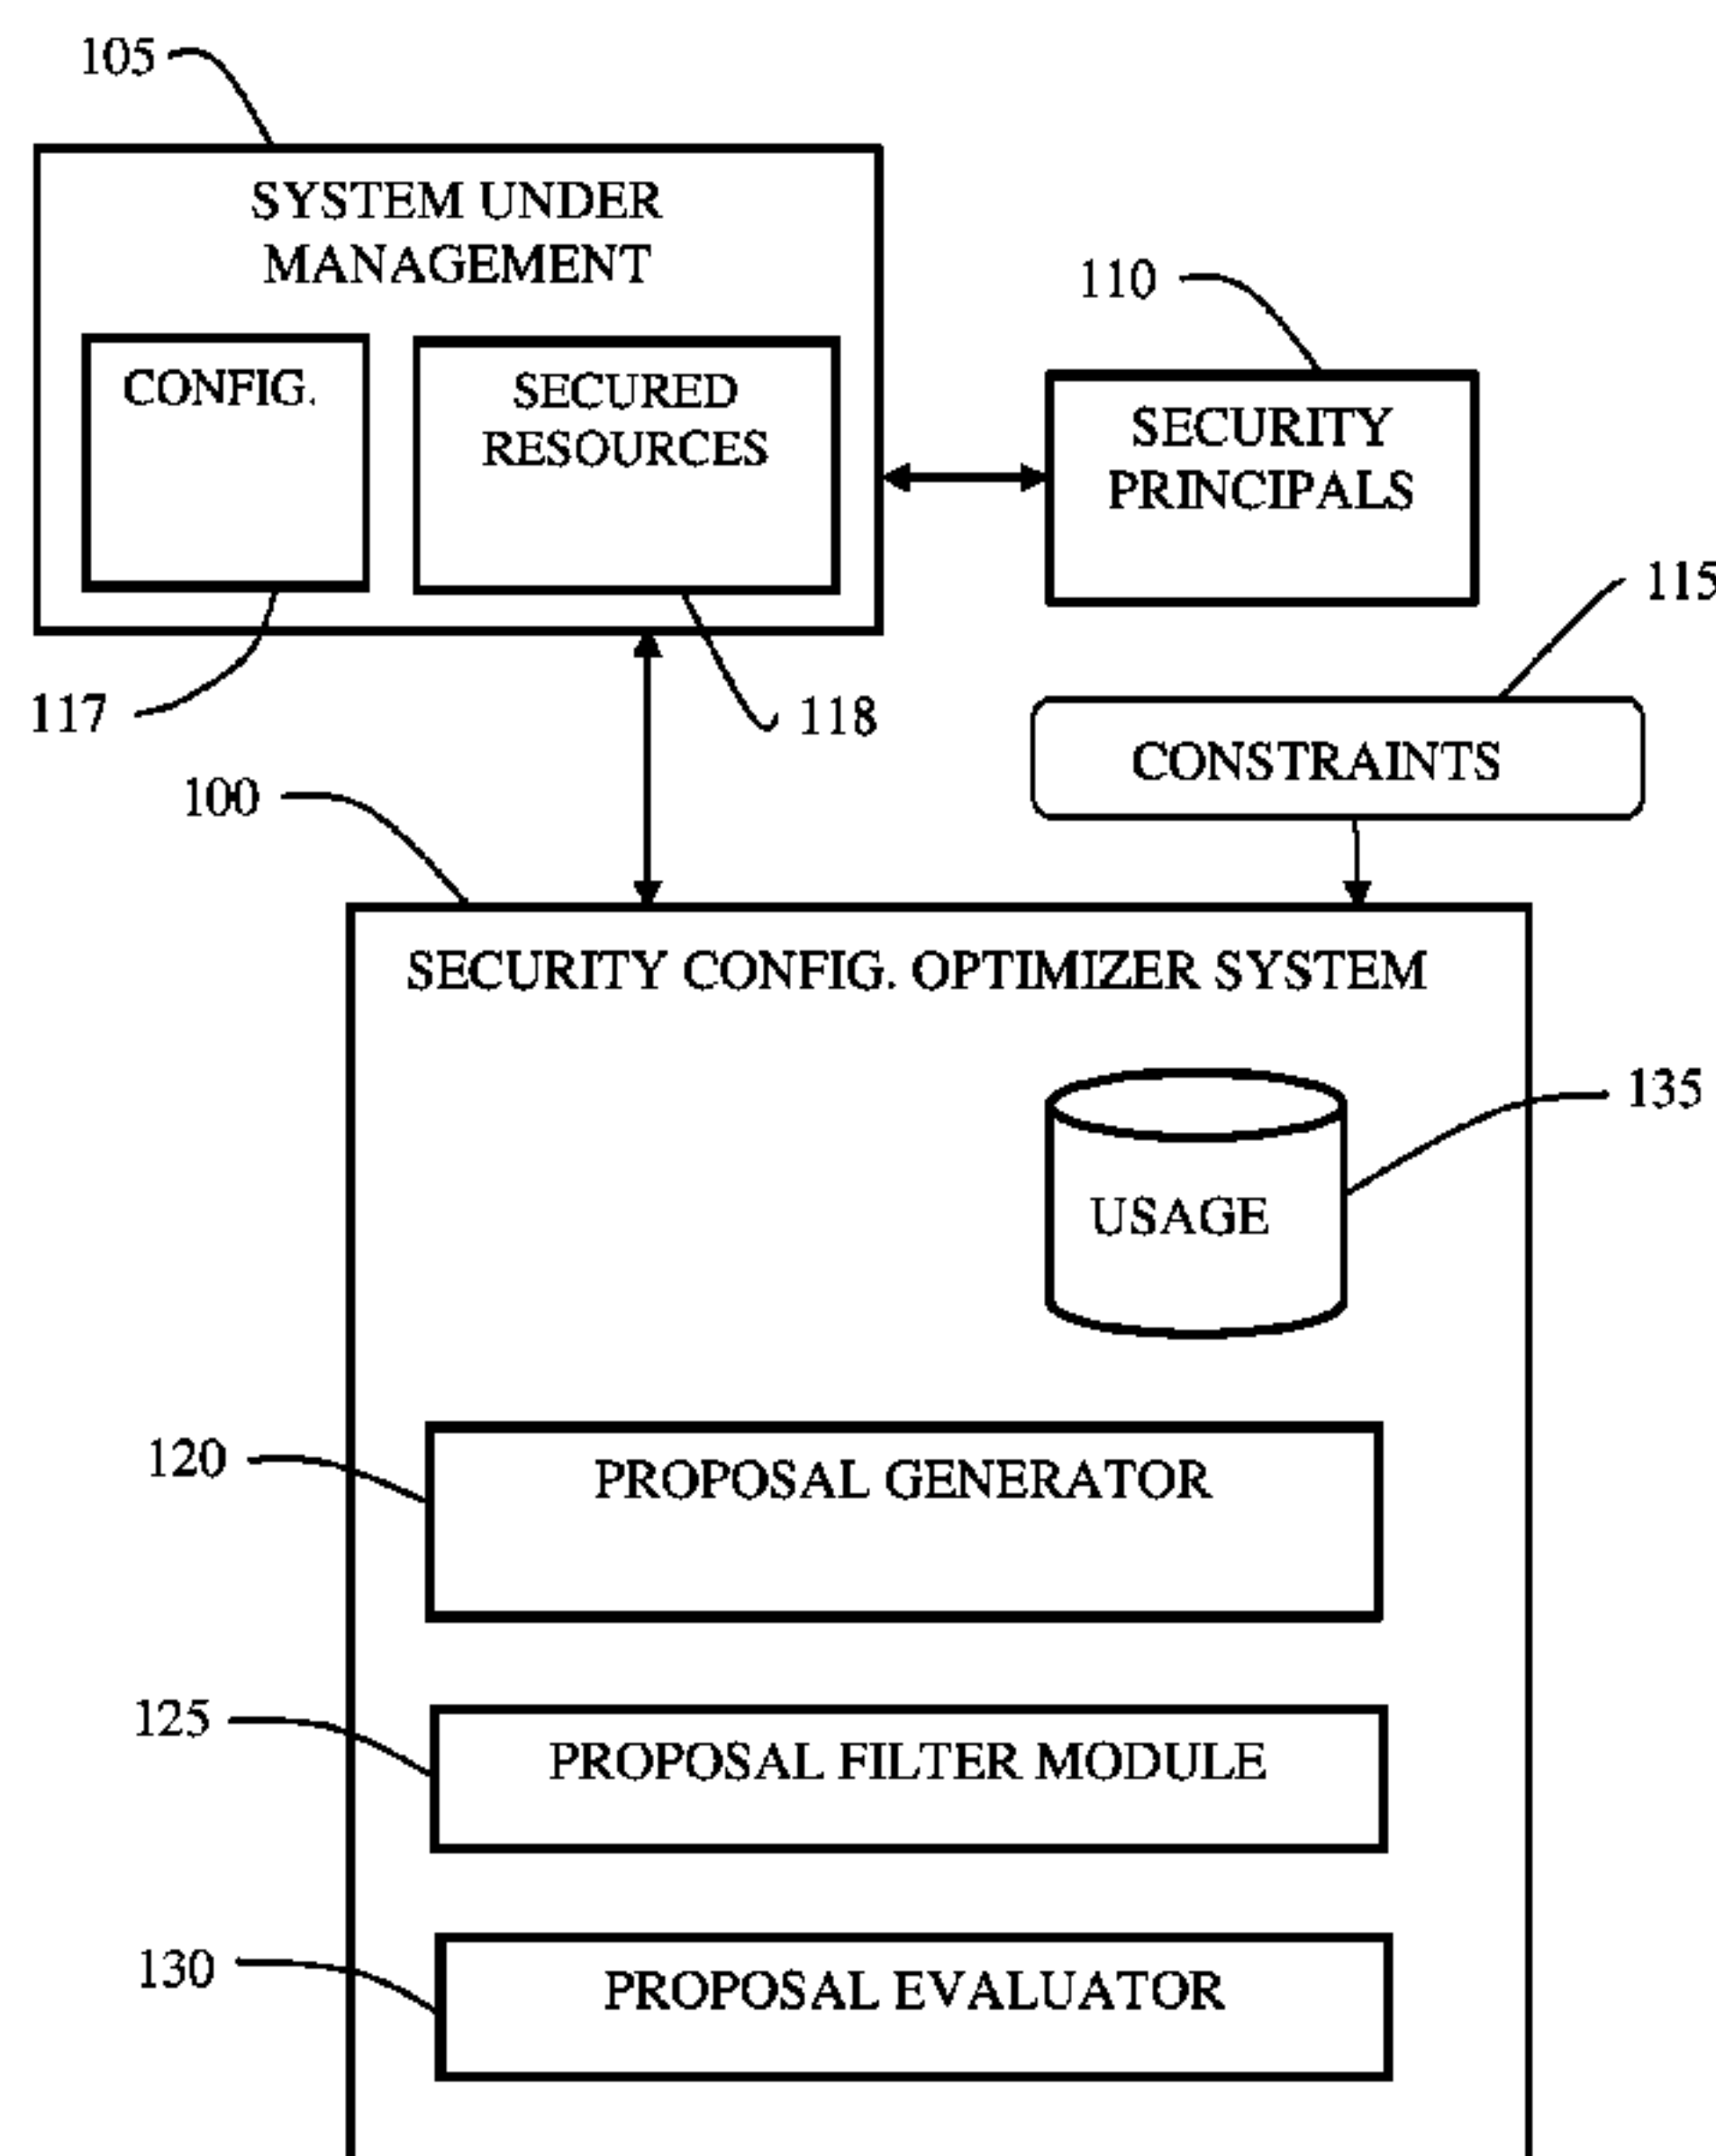 105
SYSTEM UNDER
MANAGEMENT
CONFIG.
SECURED
RESOURCES
110
SECURITY
PRINCIPALS
115
117
118
CONSTRAINTS
100
SECURITY CONFIG. OPTIMIZER SYSTEM
135
USAGE
120
PROPOSAL GENERATOR
125
PROPOSAL FILTER MODULE
130
PROPOSAL EVALUATOR